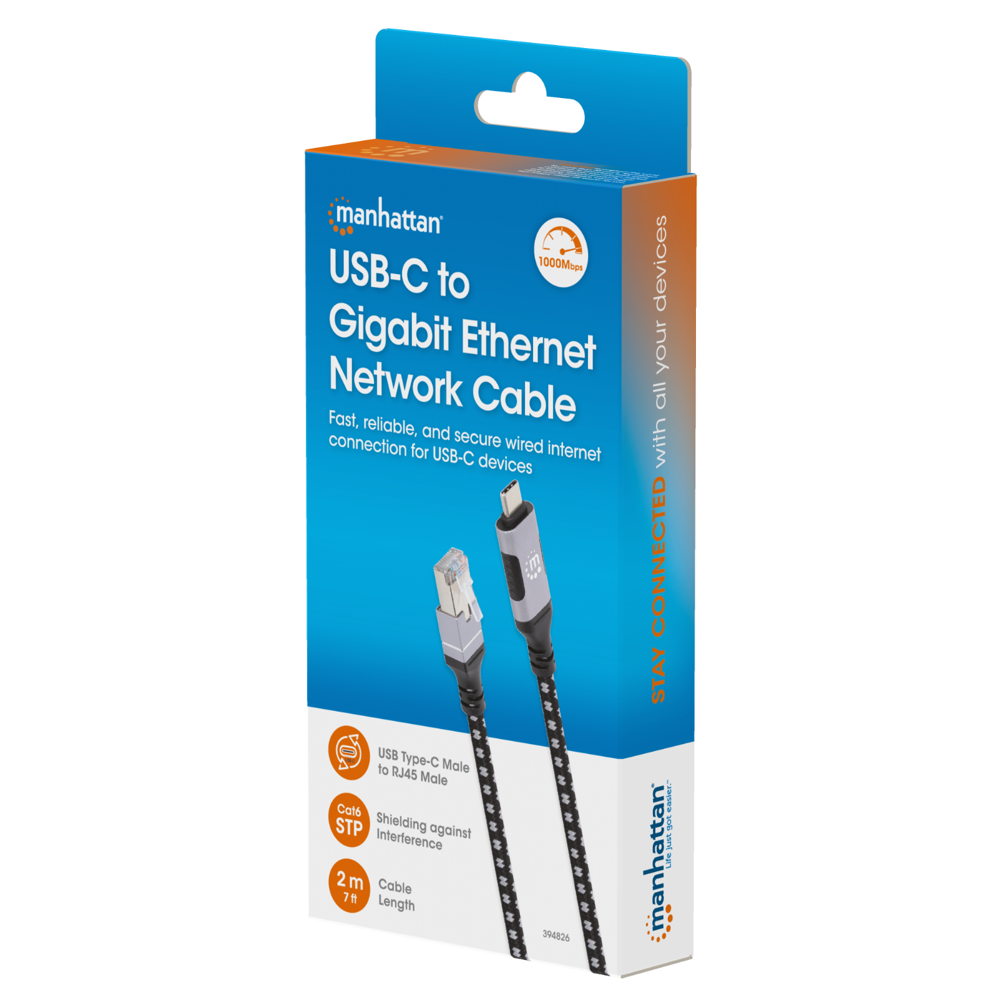 manhattan®
1000Mbps
USB-C to
Gigabit Ethernet
Network Cable
Fast, reliable, and secure wired internet
connection for USB-C devices
m
USB Type-C Male
to RJ45 Male
Cat6
STP
Shielding against
Interference
2 m
7 ft
Cable
Length
394826
STAY CONNECTED with all your devices
manhattan®
Life just got easier.™
m